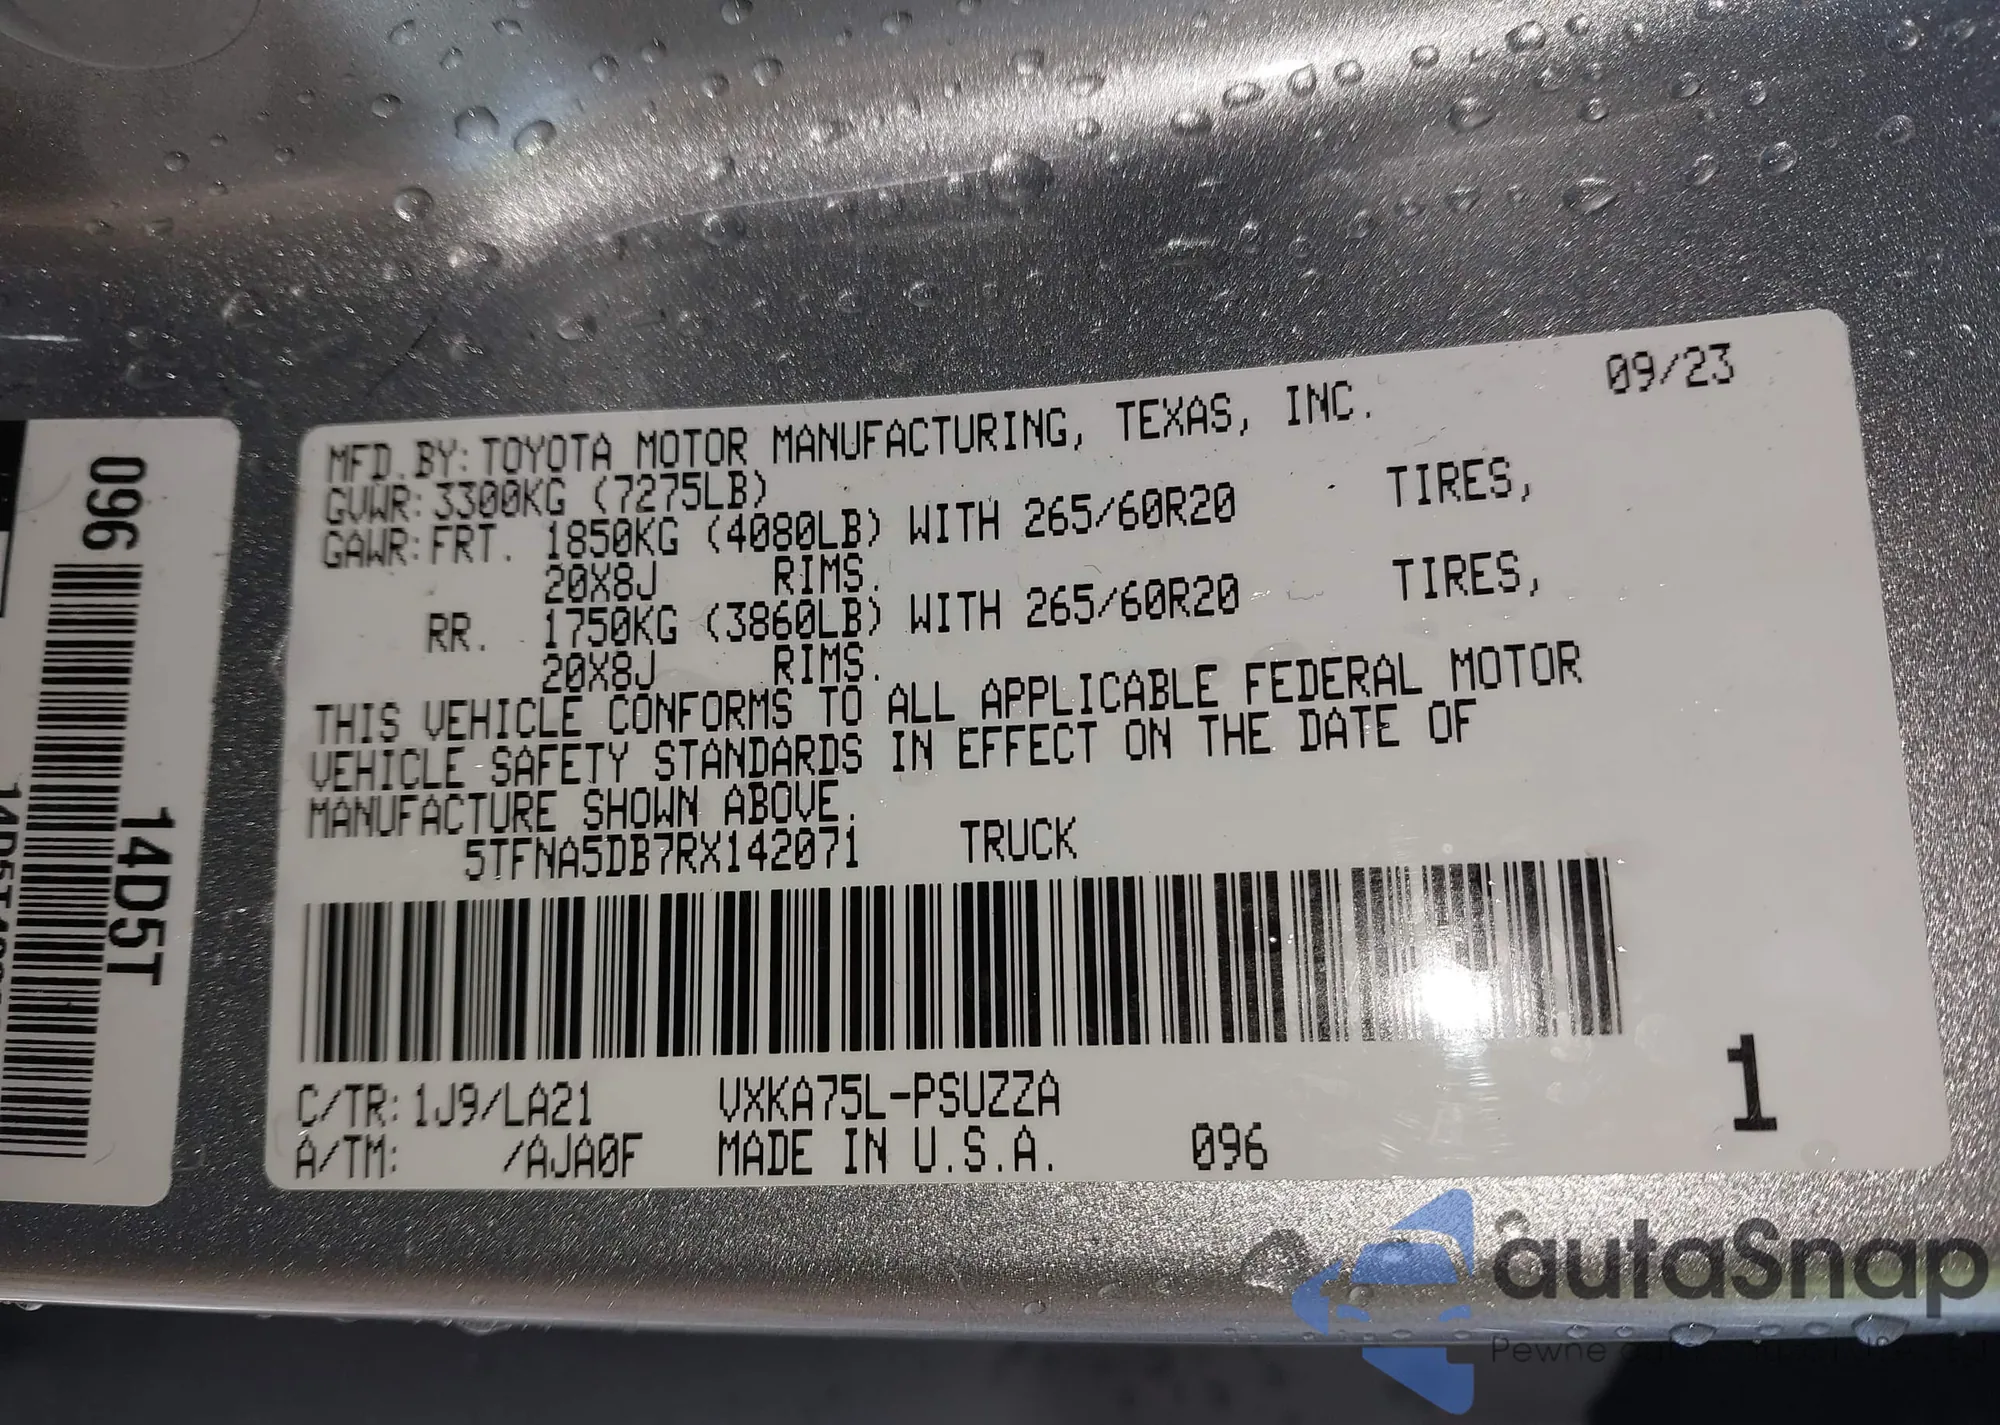 MFD.BY: TOYOTA MOTOR MANUFACTURING, TEXAS, INC. 09/23
GVWR: 3300KG (7275LB)
GAWR: FRT. 1850KG (4080LB) WITH 265/60R20 TIRES,
20X8J RIMS.
RR. 1750KG (3860LB) WITH 265/60R20 TIRES,
20X8J RIMS.
THIS VEHICLE CONFORMS TO ALL APPLICABLE FEDERAL MOTOR
VEHICLE SAFETY STANDARDS IN EFFECT ON THE DATE OF
MANUFACTURE SHOWN ABOVE.
5TFNA5DB7RX142071 TRUCK
C/TR: 1J9/LA21 VXKA75L-PSUZZA
A/TM: /AJA0F MADE IN U.S.A. 096
1
096
14D5T
autaSnap
Pewne